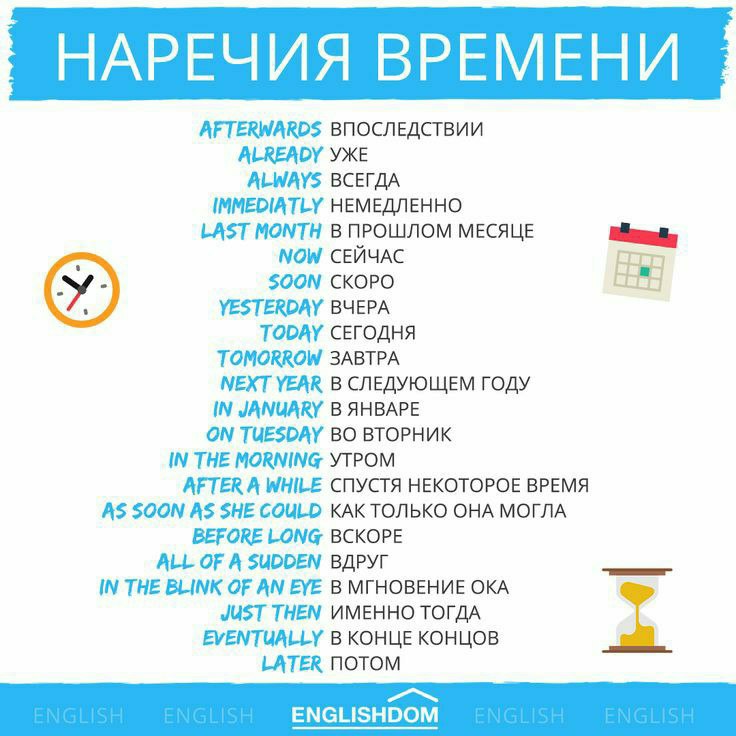 НАРЕЧИЯ ВРЕМЕНИ
AFTERWARDS ВПОСЛЕДСТВИИ
ALREADY УЖЕ
ALWAYS ВСЕГДА
IMMEDIATLY НЕМЕДЛЕННО
LAST MONTH В ПРОШЛОМ МЕСЯЦЕ
NOW СЕЙЧАС
SOON СКОРО
YESTERDAY ВЧЕРА
TODAY СЕГОДНЯ
TOMORROW ЗАВТРА
NEXT YEAR В СЛЕДУЮЩЕМ ГОДУ
IN JANUARY В ЯНВАРЕ
ON TUESDAY ВО ВТОРНИК
IN THE MORNING УТРОМ
AFTER A WHILE СПУСТЯ НЕКОТОРОЕ ВРЕМЯ
AS SOON AS SHE COULD КАК ТОЛЬКО ОНА МОГЛА
BEFORE LONG ВСКОРЕ
ALL OF A SUDDEN ВДРУГ
IN THE BLINK OF AN EYE В МГНОВЕНИЕ ОКА
JUST THEN ИМЕННО ТОГДА
EVENTUALLY В КОНЦЕ КОНЦОВ
LATER ПОТОМ
ENGLISH ENGLISH ENGLISHDOM ENGLISH ENGLISH